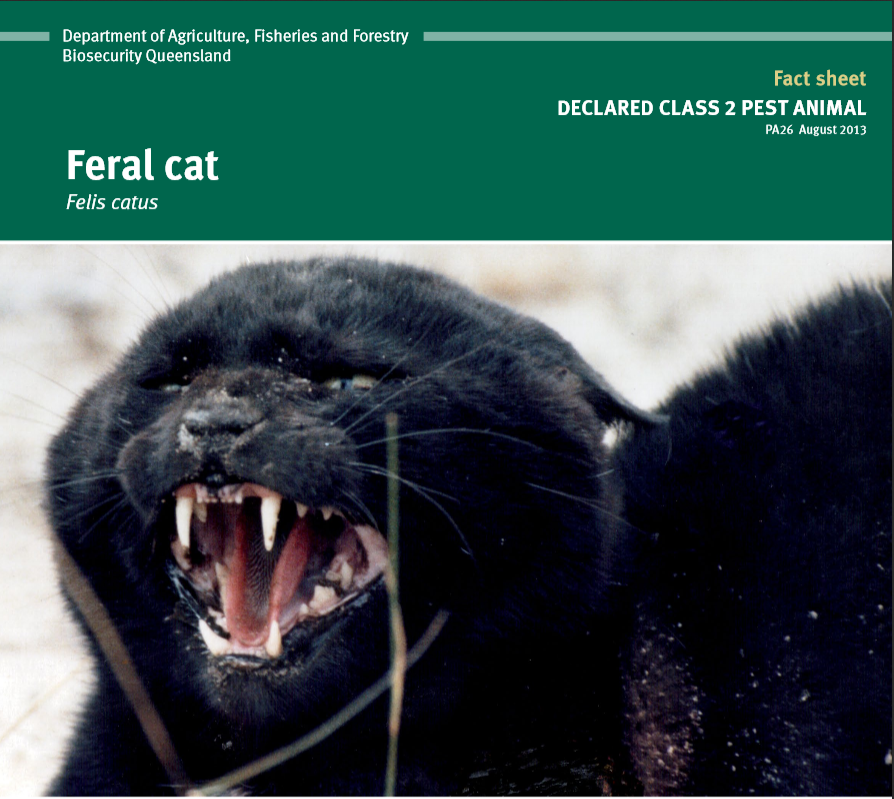 Department of Agriculture, Fisheries and Forestry
Biosecurity Queensland
Fact sheet
DECLARED CLASS 2 PEST ANIMAL
PA26 August 2013
Feral cat
Felis catus